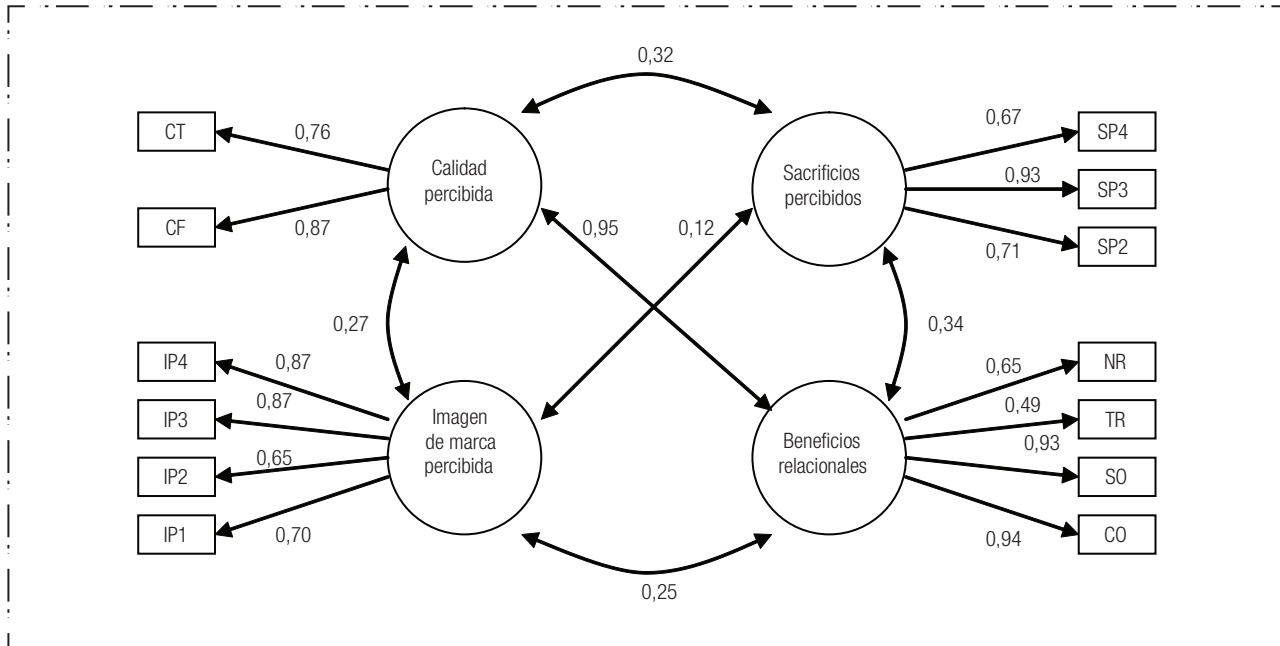 0,32
CT
0,76
CF
0,87
Calidad
percibida
Sacrificios
percibidos
0,67
SP4
0,93
SP3
0,71
SP2
0,95
0,12
0,27
0,34
IP4
0,87
IP3
0,87
IP2
0,65
IP1
0,70
Imagen
de marca
percibida
Beneficios
relacionales
0,65
NR
0,49
TR
0,93
SO
0,94
CO
0,25